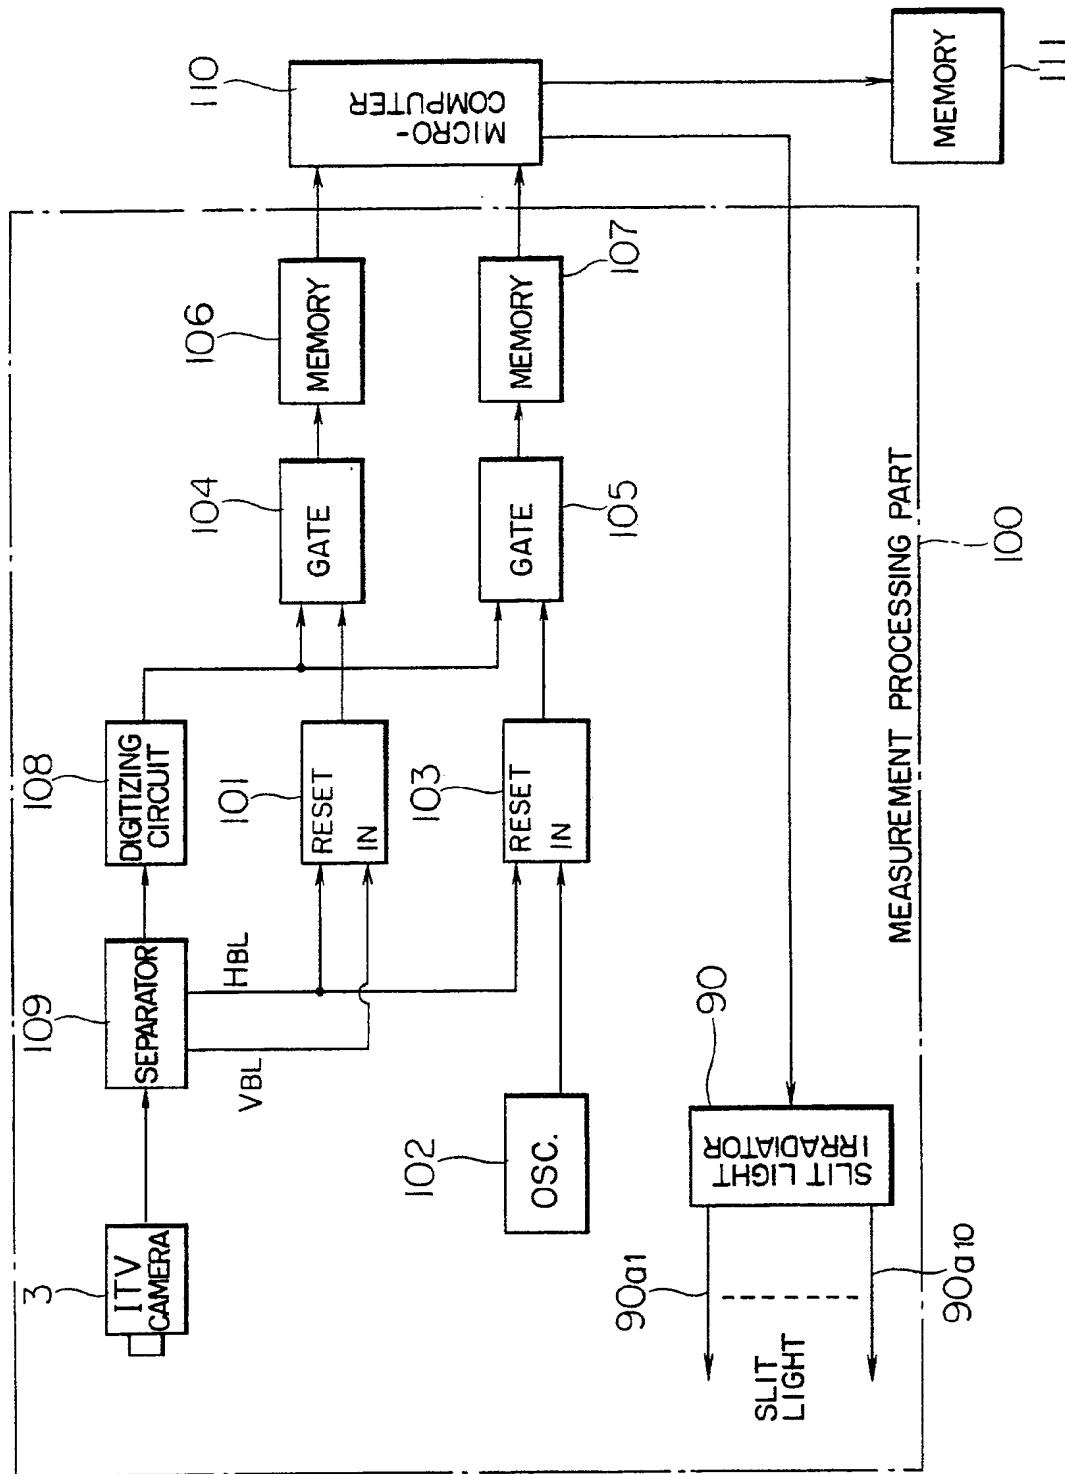 3
ITV
CAMERA
109
SEPARATOR
VBL
HBL
108
DIGITIZING
CIRCUIT
101
RESET
IN
102
OSC.
103
RESET
IN
104
GATE
105
GATE
106
MEMORY
107
MEMORY
110
MICRO-
COMPUTER
MEMORY
111
90
SLIT LIGHT
IRRADIATOR
90a1
90a10
SLIT
LIGHT
MEASUREMENT PROCESSING PART
100